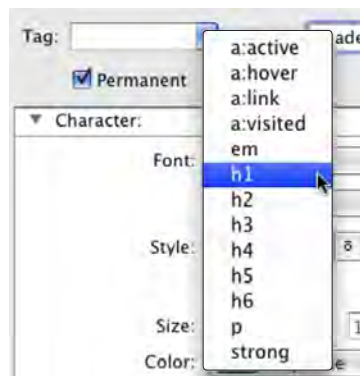 Tag:
ade
Permanent
Character:
Font:
Style:
Size:
Color:
a:active
a:hover
a:link
a:visited
em
h1
h2
h3
h4
h5
h6
p
strong